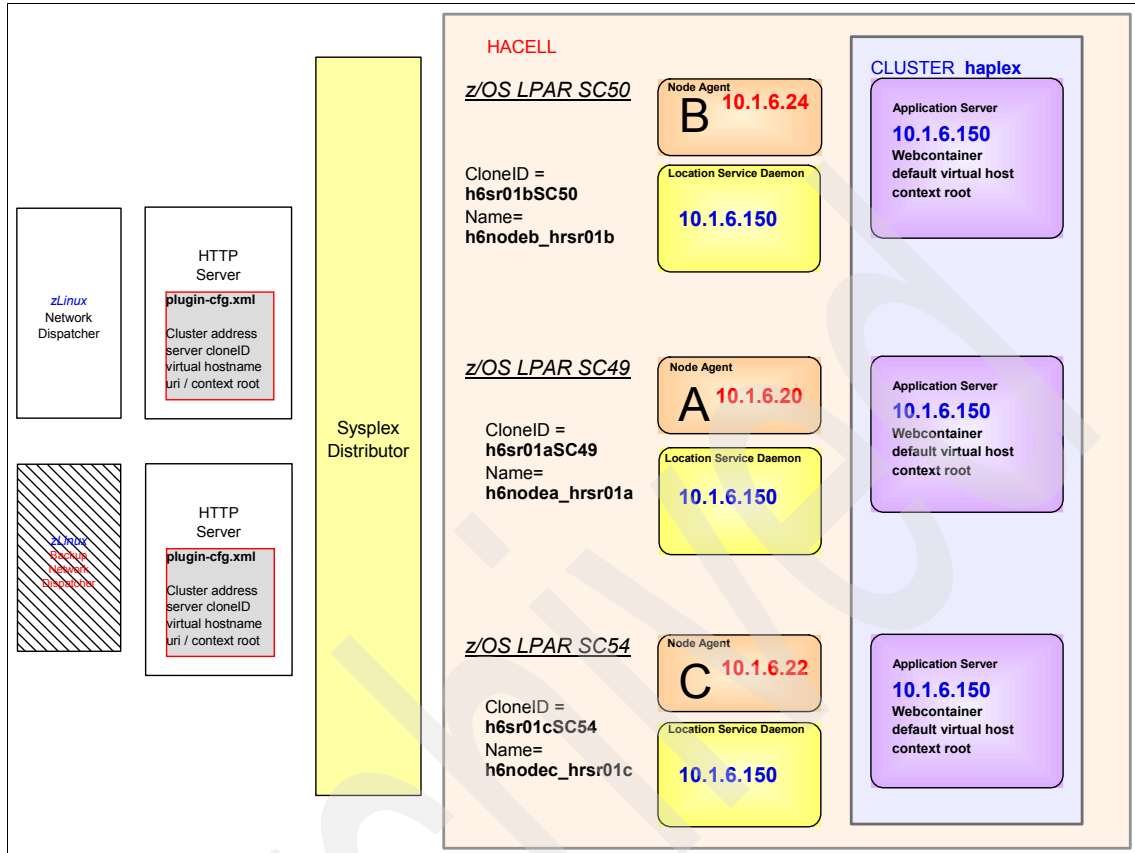 zLinux
Network
Dispatcher
HTTP
Server
plugin-cfg.xml
Cluster address
server cloneID
virtual hostname
uri / context root
zLinux
Backup
Network
Dispatcher
HTTP
Server
plugin-cfg.xml
Cluster address
server cloneID
virtual hostname
uri / context root
Sysplex
Distributor
HACELL
CLUSTER haplex
z/OS LPAR SC50
CloneID =
h6sr01bSC50
Name=
h6nodeb_hrsr01b
Node Agent
B 10.1.6.24
Location Service Daemon
10.1.6.150
Application Server
10.1.6.150
Webcontainer
default virtual host
context root
z/OS LPAR SC49
CloneID =
h6sr01aSC49
Name=
h6nodea_hrsr01a
Node Agent
A 10.1.6.20
Location Service Daemon
10.1.6.150
Application Server
10.1.6.150
Webcontainer
default virtual host
context root
z/OS LPAR SC54
CloneID =
h6sr01cSC54
Name=
h6nodec_hrsr01c
Node Agent
C 10.1.6.22
Location Service Daemon
10.1.6.150
Application Server
10.1.6.150
Webcontainer
default virtual host
context root